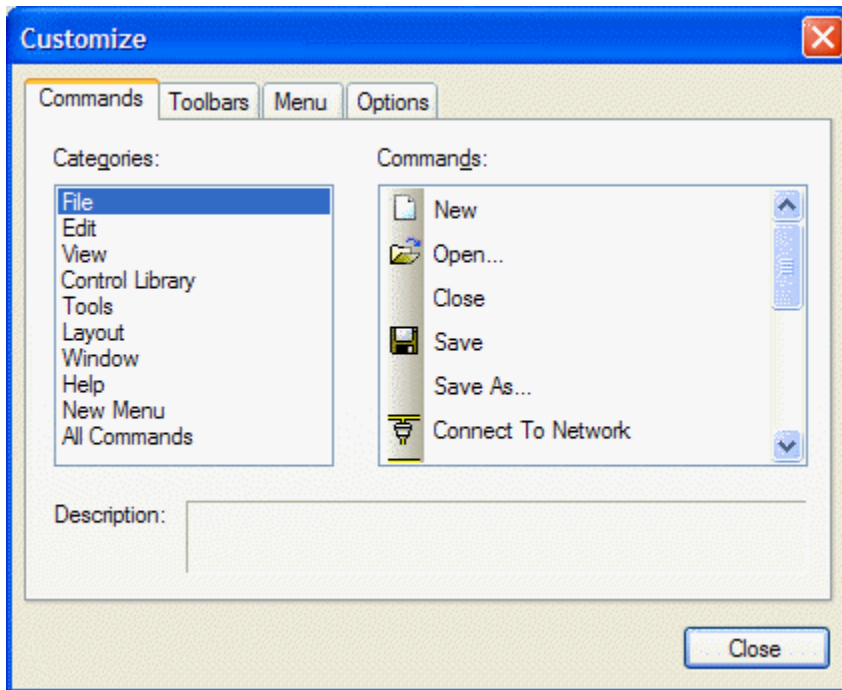 Customize
Commands Toolbars Menu Options
Categories: Commands:
File
Edit
View
Control Library
Tools
Layout
Window
Help
New Menu
All Commands
New
Open...
Close
Save
Save As...
Connect To Network
Description:
Close